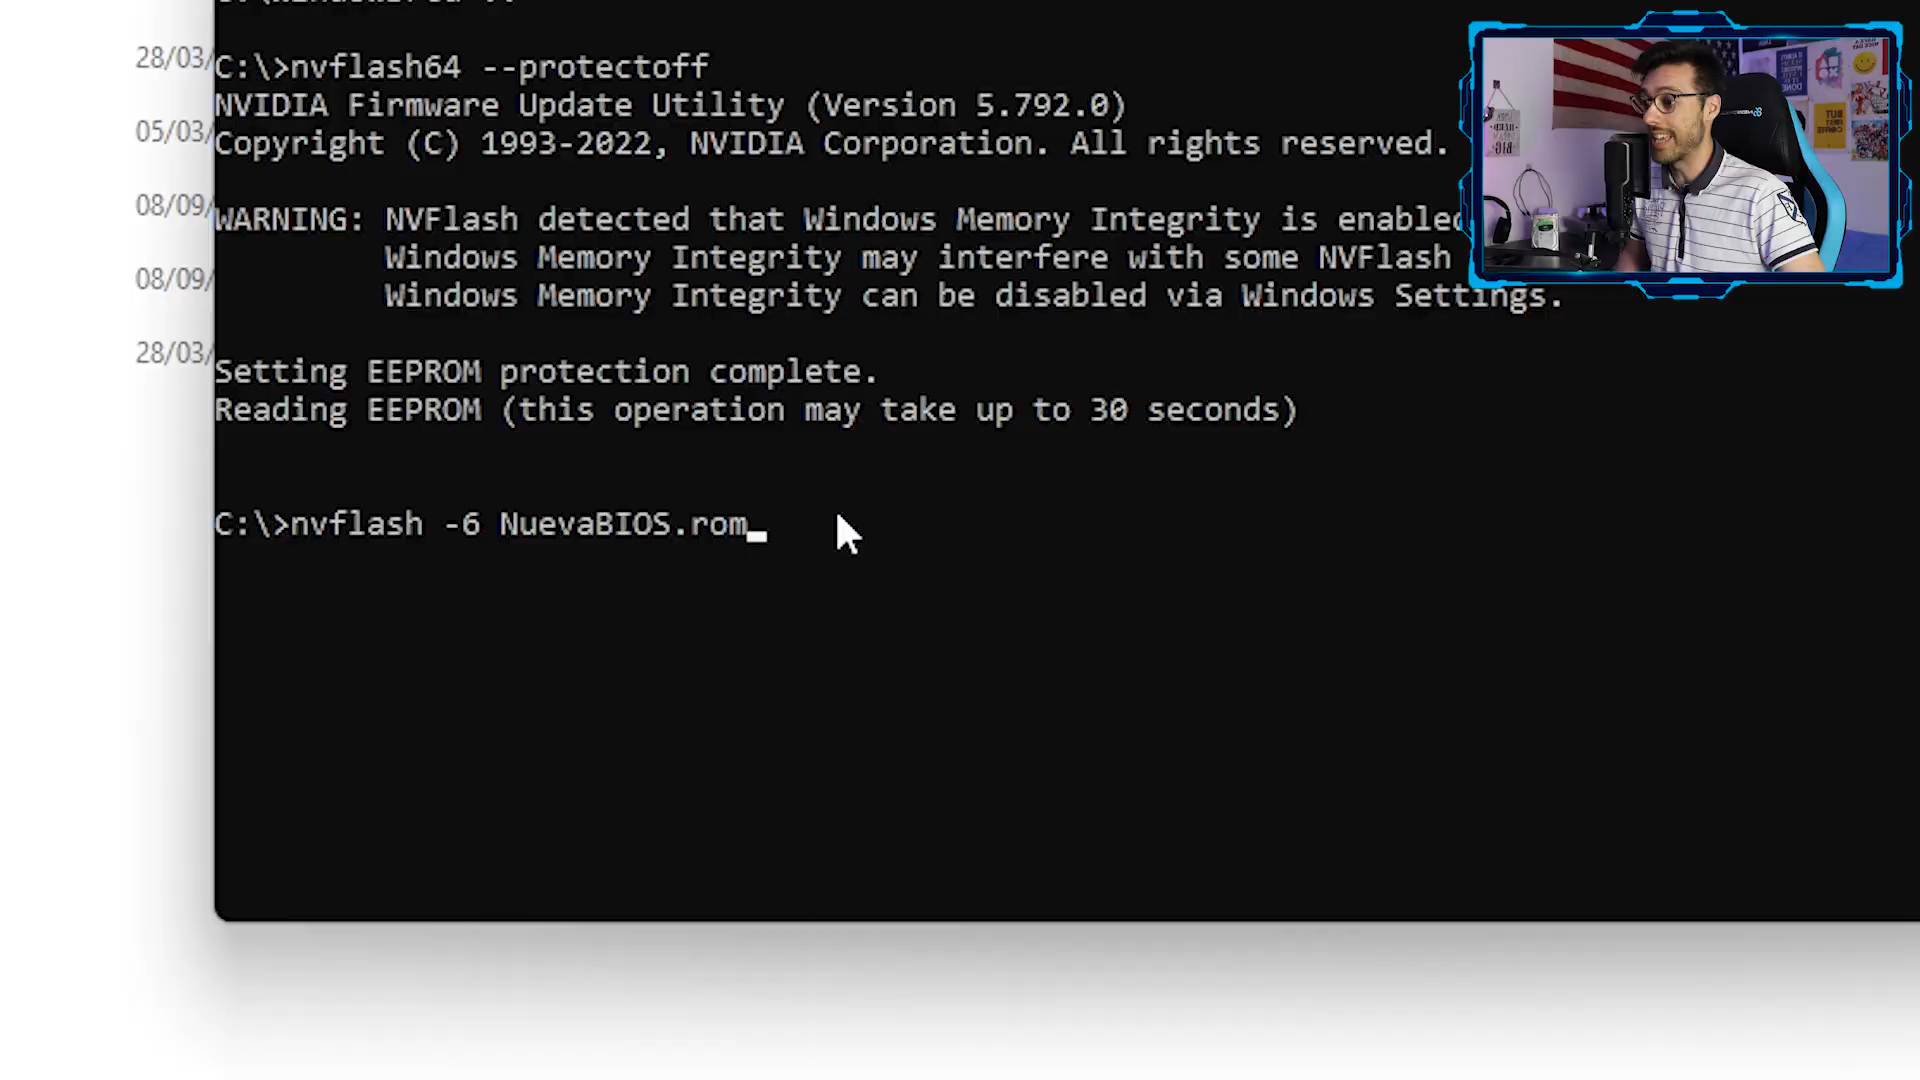 28/03/
C:\>nvflash64 --protectoff
NVIDIA Firmware Update Utility (Version 5.792.0)
05/03/
Copyright (C) 1993-2022, NVIDIA Corporation. All rights reserved.
08/09/
WARNING: NVFlash detected that Windows Memory Integrity is enabled
Windows Memory Integrity may interfere with some NVFlash
08/09/
Windows Memory Integrity can be disabled via Windows Settings.
28/03/
Setting EEPROM protection complete.
Reading EEPROM (this operation may take up to 30 seconds)
C:\>nvflash -6 NuevaBIOS.rom
BUT
FIRST
COFFEE